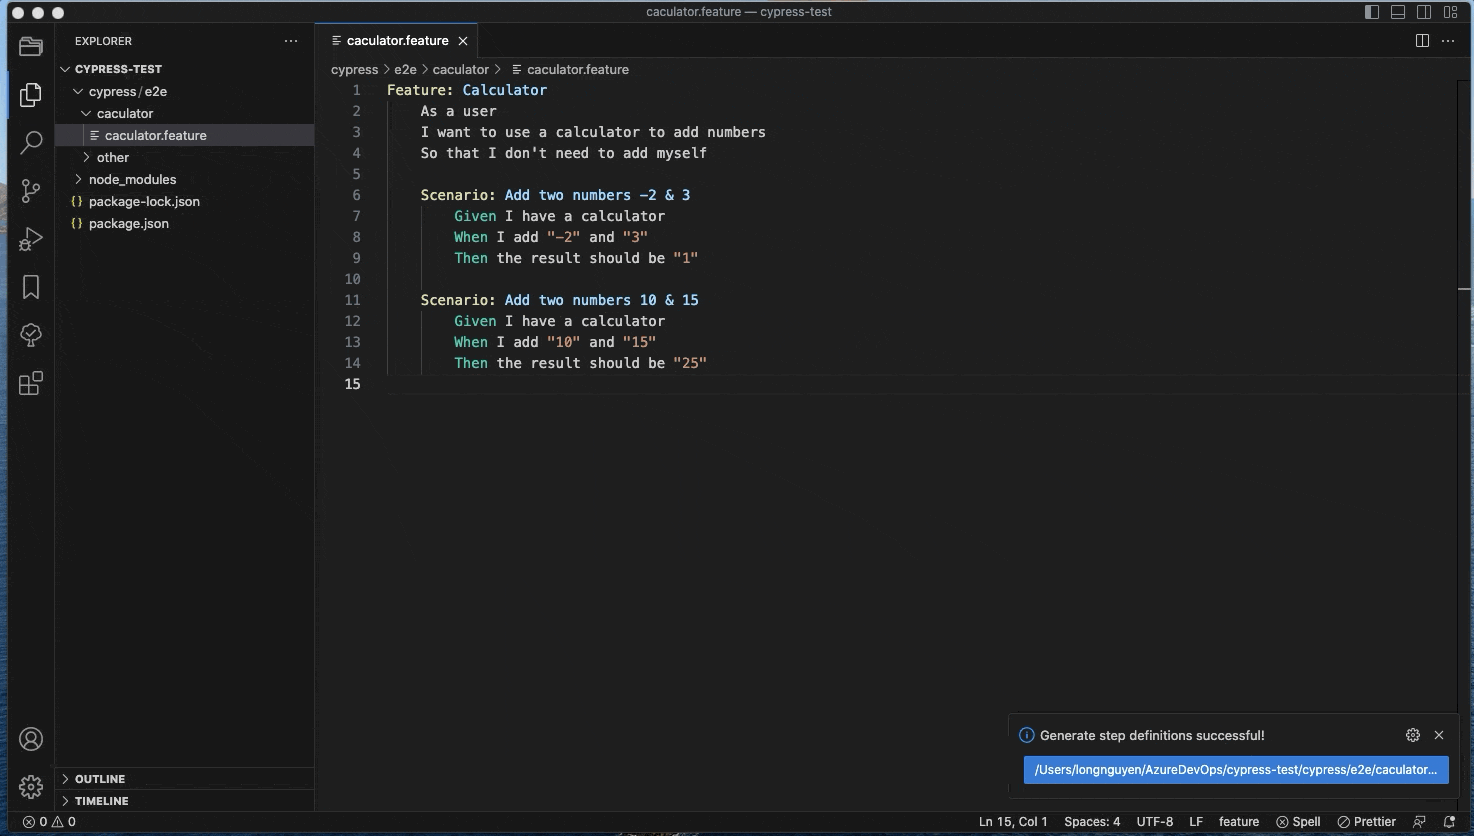 caculator.feature — cypress-test
EXPLORER
CYPRESS-TEST
cypress/e2e
caculator
caculator.feature
other
node_modules
{} package-lock.json
{} package.json
OUTLINE
TIMELINE
caculator.feature
cypress > e2e > caculator > caculator.feature
1 Feature: Calculator
2 As a user
3 I want to use a calculator to add numbers
4 So that I don't need to add myself
5
6 Scenario: Add two numbers -2 & 3
7 Given I have a calculator
8 When I add "-2" and "3"
9 Then the result should be "1"
10
11 Scenario: Add two numbers 10 & 15
12 Given I have a calculator
13 When I add "10" and "15"
14 Then the result should be "25"
15
Generate step definitions successful!
/Users/longnguyen/AzureDevOps/cypress-test/cypress/e2e/caculator...
0 0 Ln 15, Col 1 Spaces: 4 UTF-8 LF feature Spell Prettier